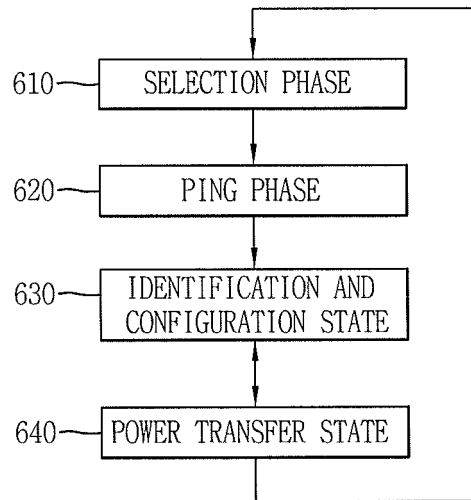 610 SELECTION PHASE
620 PING PHASE
630 IDENTIFICATION AND
CONFIGURATION STATE
640 POWER TRANSFER STATE